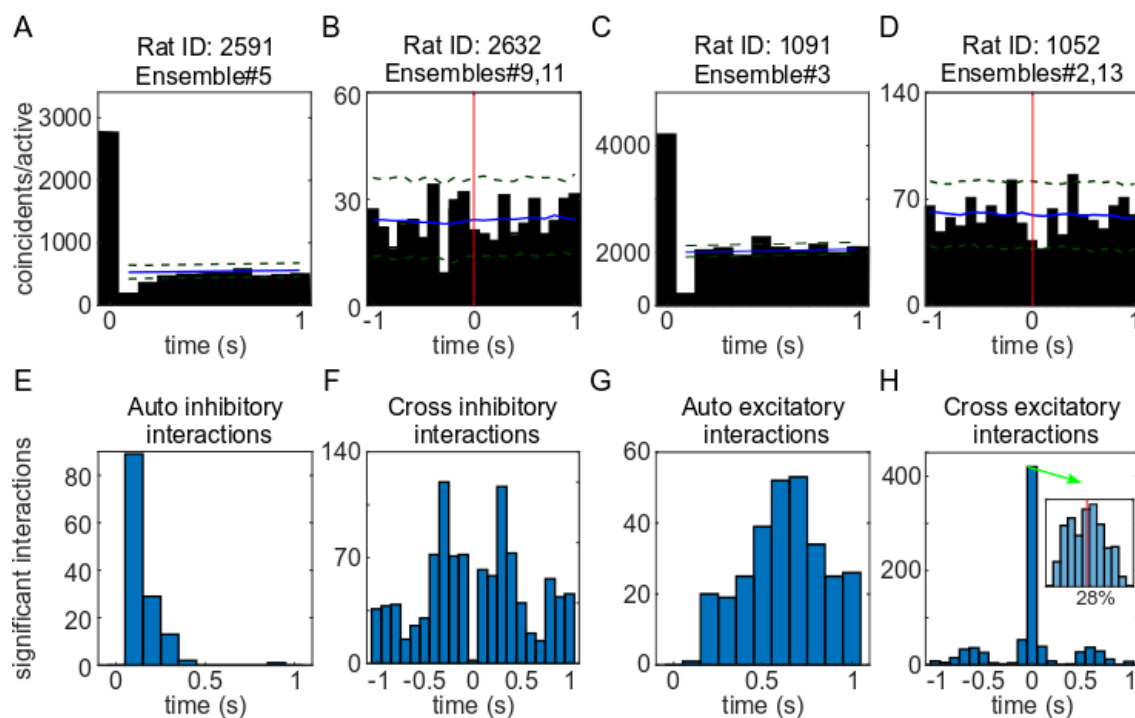 A
Rat ID: 2591
Ensemble#5
B
Rat ID: 2632
Ensembles#9,11
C
Rat ID: 1091
Ensemble#3
D
Rat ID: 1052
Ensembles#2,13
coincidents/active
3000
2000
1000
0
0 1
time (s)
60
30
0
-1 0 1
time (s)
4000
2000
0
0 1
time (s)
140
70
0
-1 0 1
time (s)
E
Auto inhibitory
interactions
F
Cross inhibitory
interactions
G
Auto excitatory
interactions
H
Cross excitatory
interactions
significant interactions
80
60
40
20
0
0 0.5 1
time (s)
140
70
0
-1 -0.5 0 0.5 1
time (s)
60
40
20
0
0 0.5 1
time (s)
400
200
0
28%
-1 -0.5 0 0.5 1
time (s)